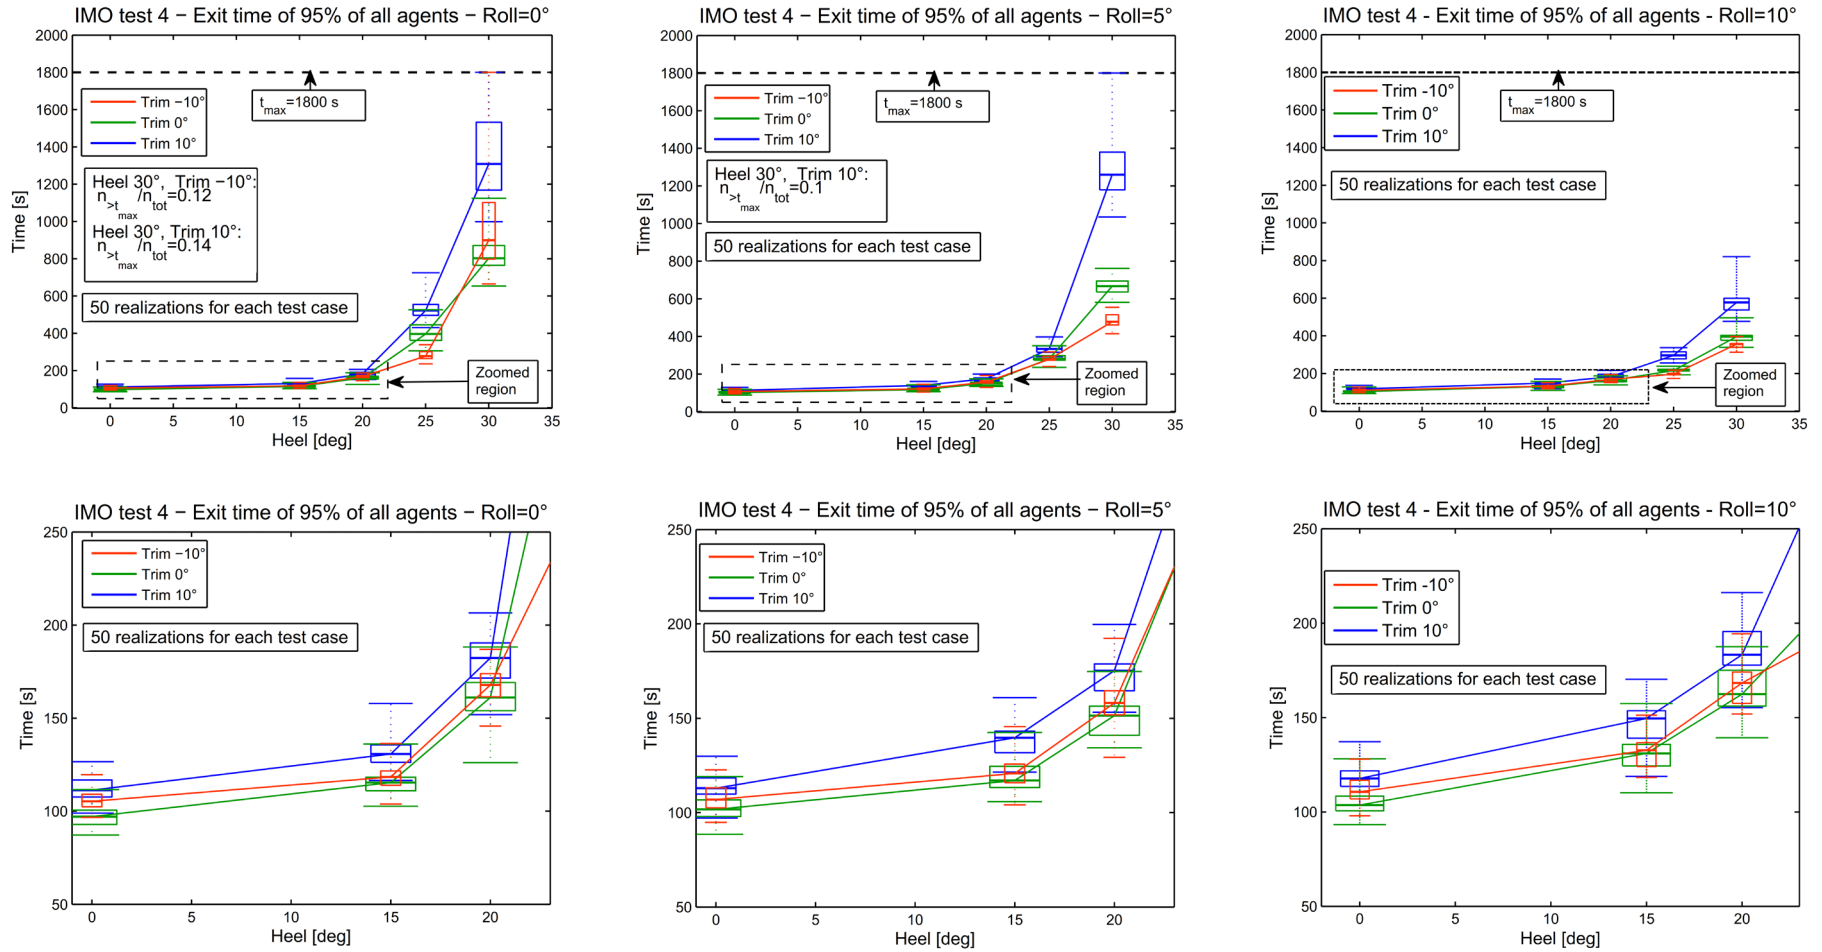 IMO test 4 − Exit time of 95% of all agents − Roll=0°
2000
1800
1600
1400
1200
1000
800
600
400
200
0
Time [s]
t_max=1800 s
Trim −10°
Trim 0°
Trim 10°
Heel 30°, Trim −10°:
n_>t_max/n_tot=0.12
Heel 30°, Trim 10°:
n_>t_max/n_tot=0.14
50 realizations for each test case
Zoomed
region
0 5 10 15 20 25 30 35
Heel [deg]
IMO test 4 − Exit time of 95% of all agents − Roll=5°
2000
1800
1600
1400
1200
1000
800
600
400
200
0
Time [s]
t_max=1800 s
Trim −10°
Trim 0°
Trim 10°
Heel 30°, Trim 10°:
n_>t_max/n_tot=0.1
50 realizations for each test case
Zoomed
region
0 5 10 15 20 25 30 35
Heel [deg]
IMO test 4 - Exit time of 95% of all agents - Roll=10°
2000
1800
1600
1400
1200
1000
800
600
400
200
0
Time [s]
t_max=1800 s
Trim -10°
Trim 0°
Trim 10°
50 realizations for each test case
Zoomed
region
0 5 10 15 20 25 30 35
Heel [deg]
IMO test 4 − Exit time of 95% of all agents − Roll=0°
250
200
150
100
50
Time [s]
Trim −10°
Trim 0°
Trim 10°
50 realizations for each test case
0 5 10 15 20
Heel [deg]
IMO test 4 − Exit time of 95% of all agents − Roll=5°
250
200
150
100
50
Time [s]
Trim −10°
Trim 0°
Trim 10°
50 realizations for each test case
0 5 10 15 20
Heel [deg]
IMO test 4 - Exit time of 95% of all agents - Roll=10°
250
200
150
100
50
Time [s]
Trim -10°
Trim 0°
Trim 10°
50 realizations for each test case
0 5 10 15 20
Heel [deg]